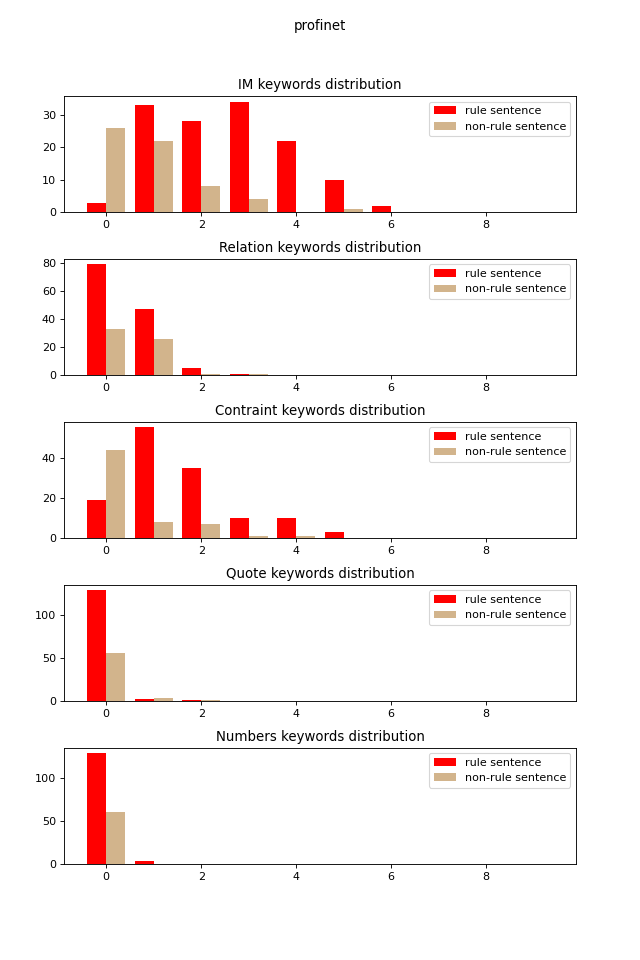 profinet
IM keywords distribution
30
20
10
0
rule sentence
non-rule sentence
0 2 4 6 8
Relation keywords distribution
80
60
40
20
0
rule sentence
non-rule sentence
0 2 4 6 8
Contraint keywords distribution
40
20
0
rule sentence
non-rule sentence
0 2 4 6 8
Quote keywords distribution
100
50
0
rule sentence
non-rule sentence
0 2 4 6 8
Numbers keywords distribution
100
50
0
rule sentence
non-rule sentence
0 2 4 6 8